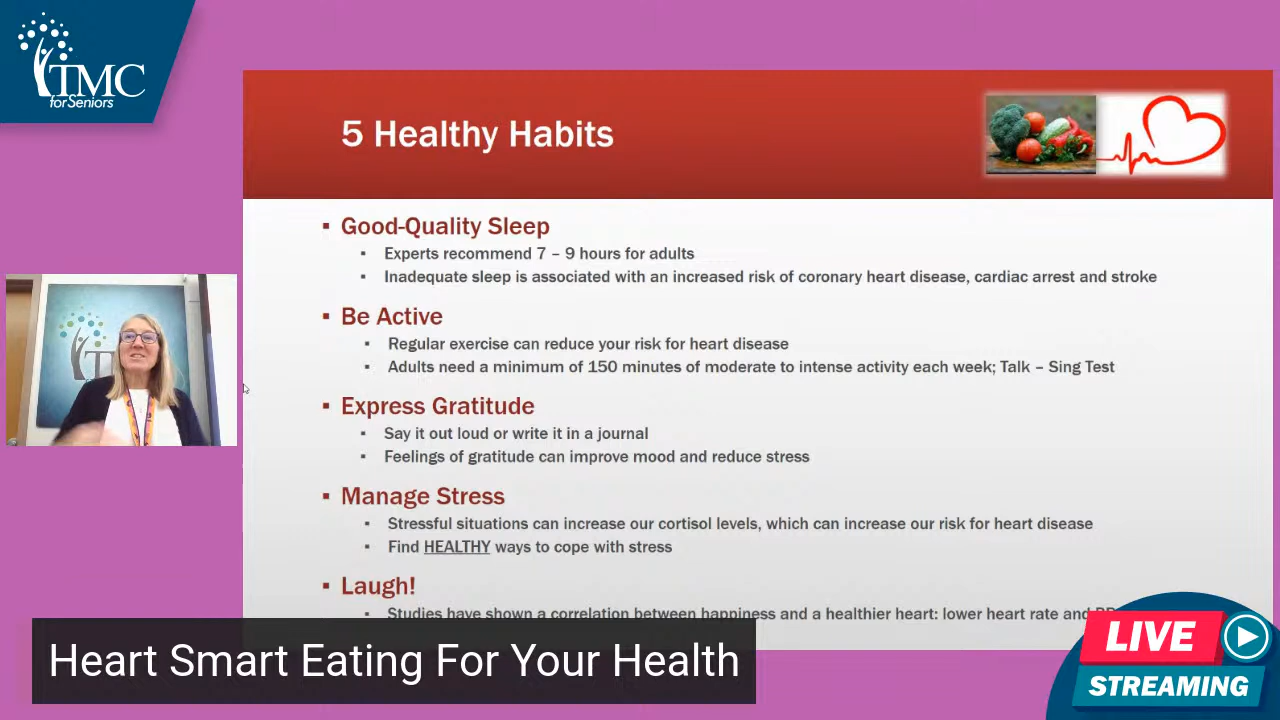 TMC
for Seniors
5 Healthy Habits
▪ Good-Quality Sleep
▪ Experts recommend 7 – 9 hours for adults
▪ Inadequate sleep is associated with an increased risk of coronary heart disease, cardiac arrest and stroke
▪ Be Active
▪ Regular exercise can reduce your risk for heart disease
▪ Adults need a minimum of 150 minutes of moderate to intense activity each week; Talk – Sing Test
▪ Express Gratitude
▪ Say it out loud or write it in a journal
▪ Feelings of gratitude can improve mood and reduce stress
▪ Manage Stress
▪ Stressful situations can increase our cortisol levels, which can increase our risk for heart disease
▪ Find HEALTHY ways to cope with stress
▪ Laugh!
▪ Studies have shown a correlation between happiness and a healthier heart: lower heart rate and
Heart Smart Eating For Your Health
LIVE
STREAMING